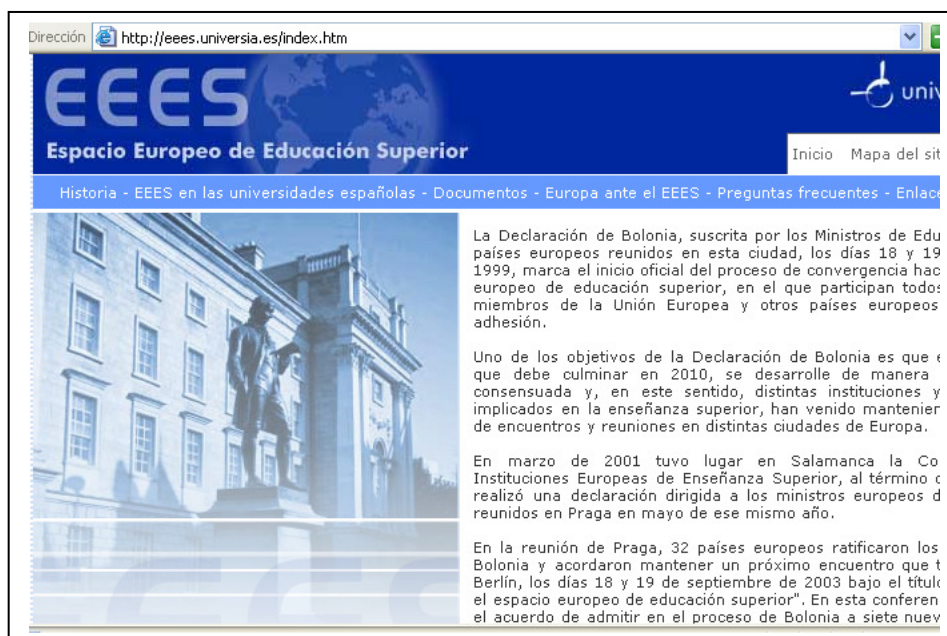 Dirección http://eees.universia.es/index.htm
EEES
Espacio Europeo de Educación Superior
univ
Inicio Mapa del sit
Historia - EEES en las universidades españolas - Documentos - Europa ante el EEES - Preguntas frecuentes - Enlace
La Declaración de Bolonia, suscrita por los Ministros de Edu
países europeos reunidos en esta ciudad, los días 18 y 19
1999, marca el inicio oficial del proceso de convergencia hac
europeo de educación superior, en el que participan todos
miembros de la Unión Europea y otros países europeos
adhesión.
Uno de los objetivos de la Declaración de Bolonia es que e
que debe culminar en 2010, se desarrolle de manera
consensuada y, en este sentido, distintas instituciones y
implicados en la enseñanza superior, han venido mantenien
de encuentros y reuniones en distintas ciudades de Europa.
En marzo de 2001 tuvo lugar en Salamanca la Co
Instituciones Europeas de Enseñanza Superior, al término d
realizó una declaración dirigida a los ministros europeos d
reunidos en Praga en mayo de ese mismo año.
En la reunión de Praga, 32 países europeos ratificaron los
Bolonia y acordaron mantener un próximo encuentro que t
Berlín, los días 18 y 19 de septiembre de 2003 bajo el título
el espacio europeo de educación superior". En esta conferen
el acuerdo de admitir en el proceso de Bolonia a siete nuev